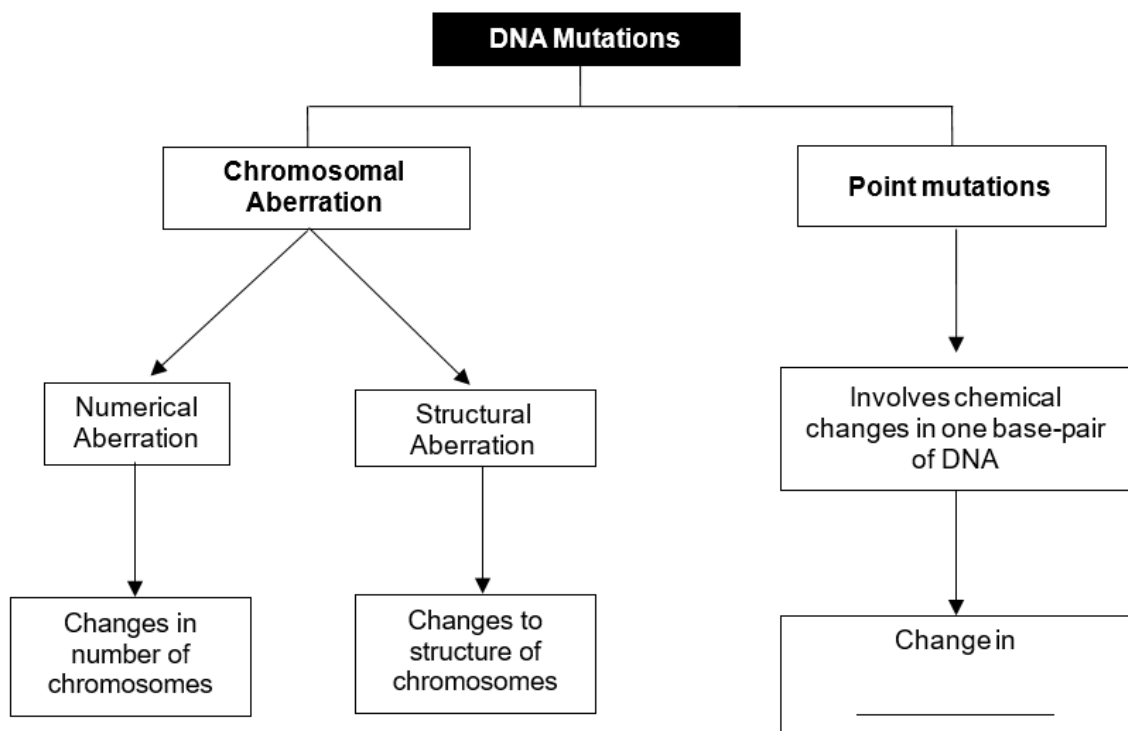 DNA Mutations
Chromosomal
Aberration
Point mutations
Numerical
Aberration
Structural
Aberration
Involves chemical
changes in one base-pair
of DNA
Changes in
number of
chromosomes
Changes to
structure of
chromosomes
Change in